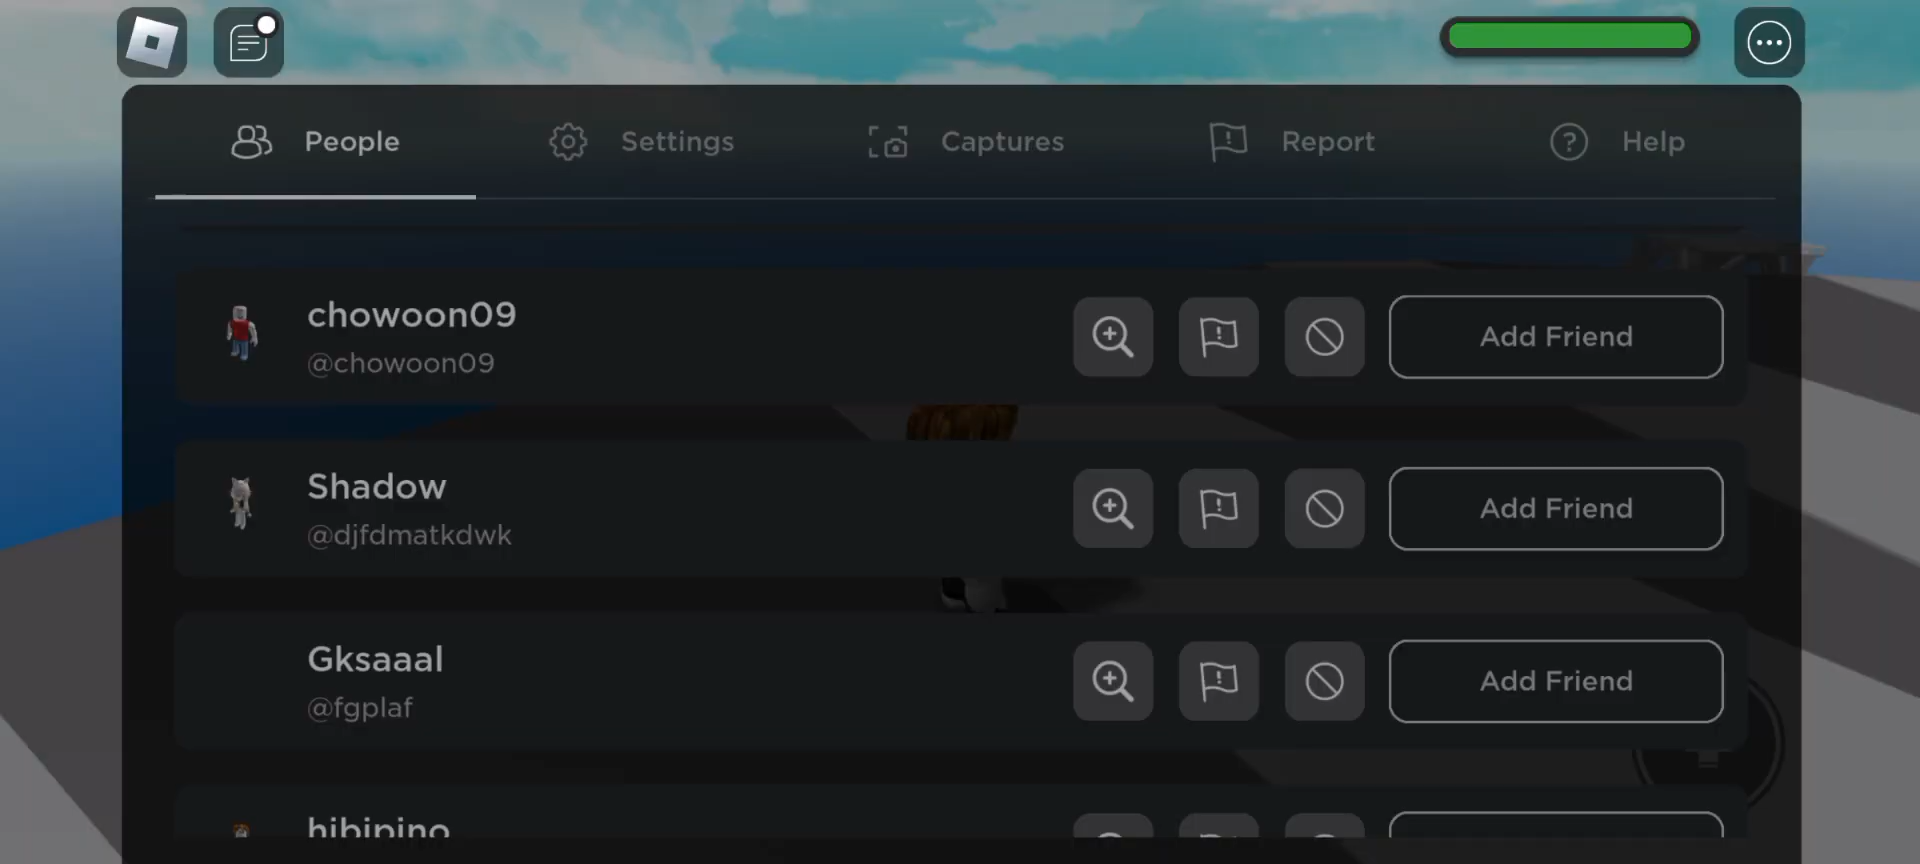 People
Settings
Captures
Report
Help
chowoon09
@chowoon09
Add Friend
Shadow
@djfdmatkdwk
Add Friend
Gksaaal
@fgplaf
Add Friend
hibipino